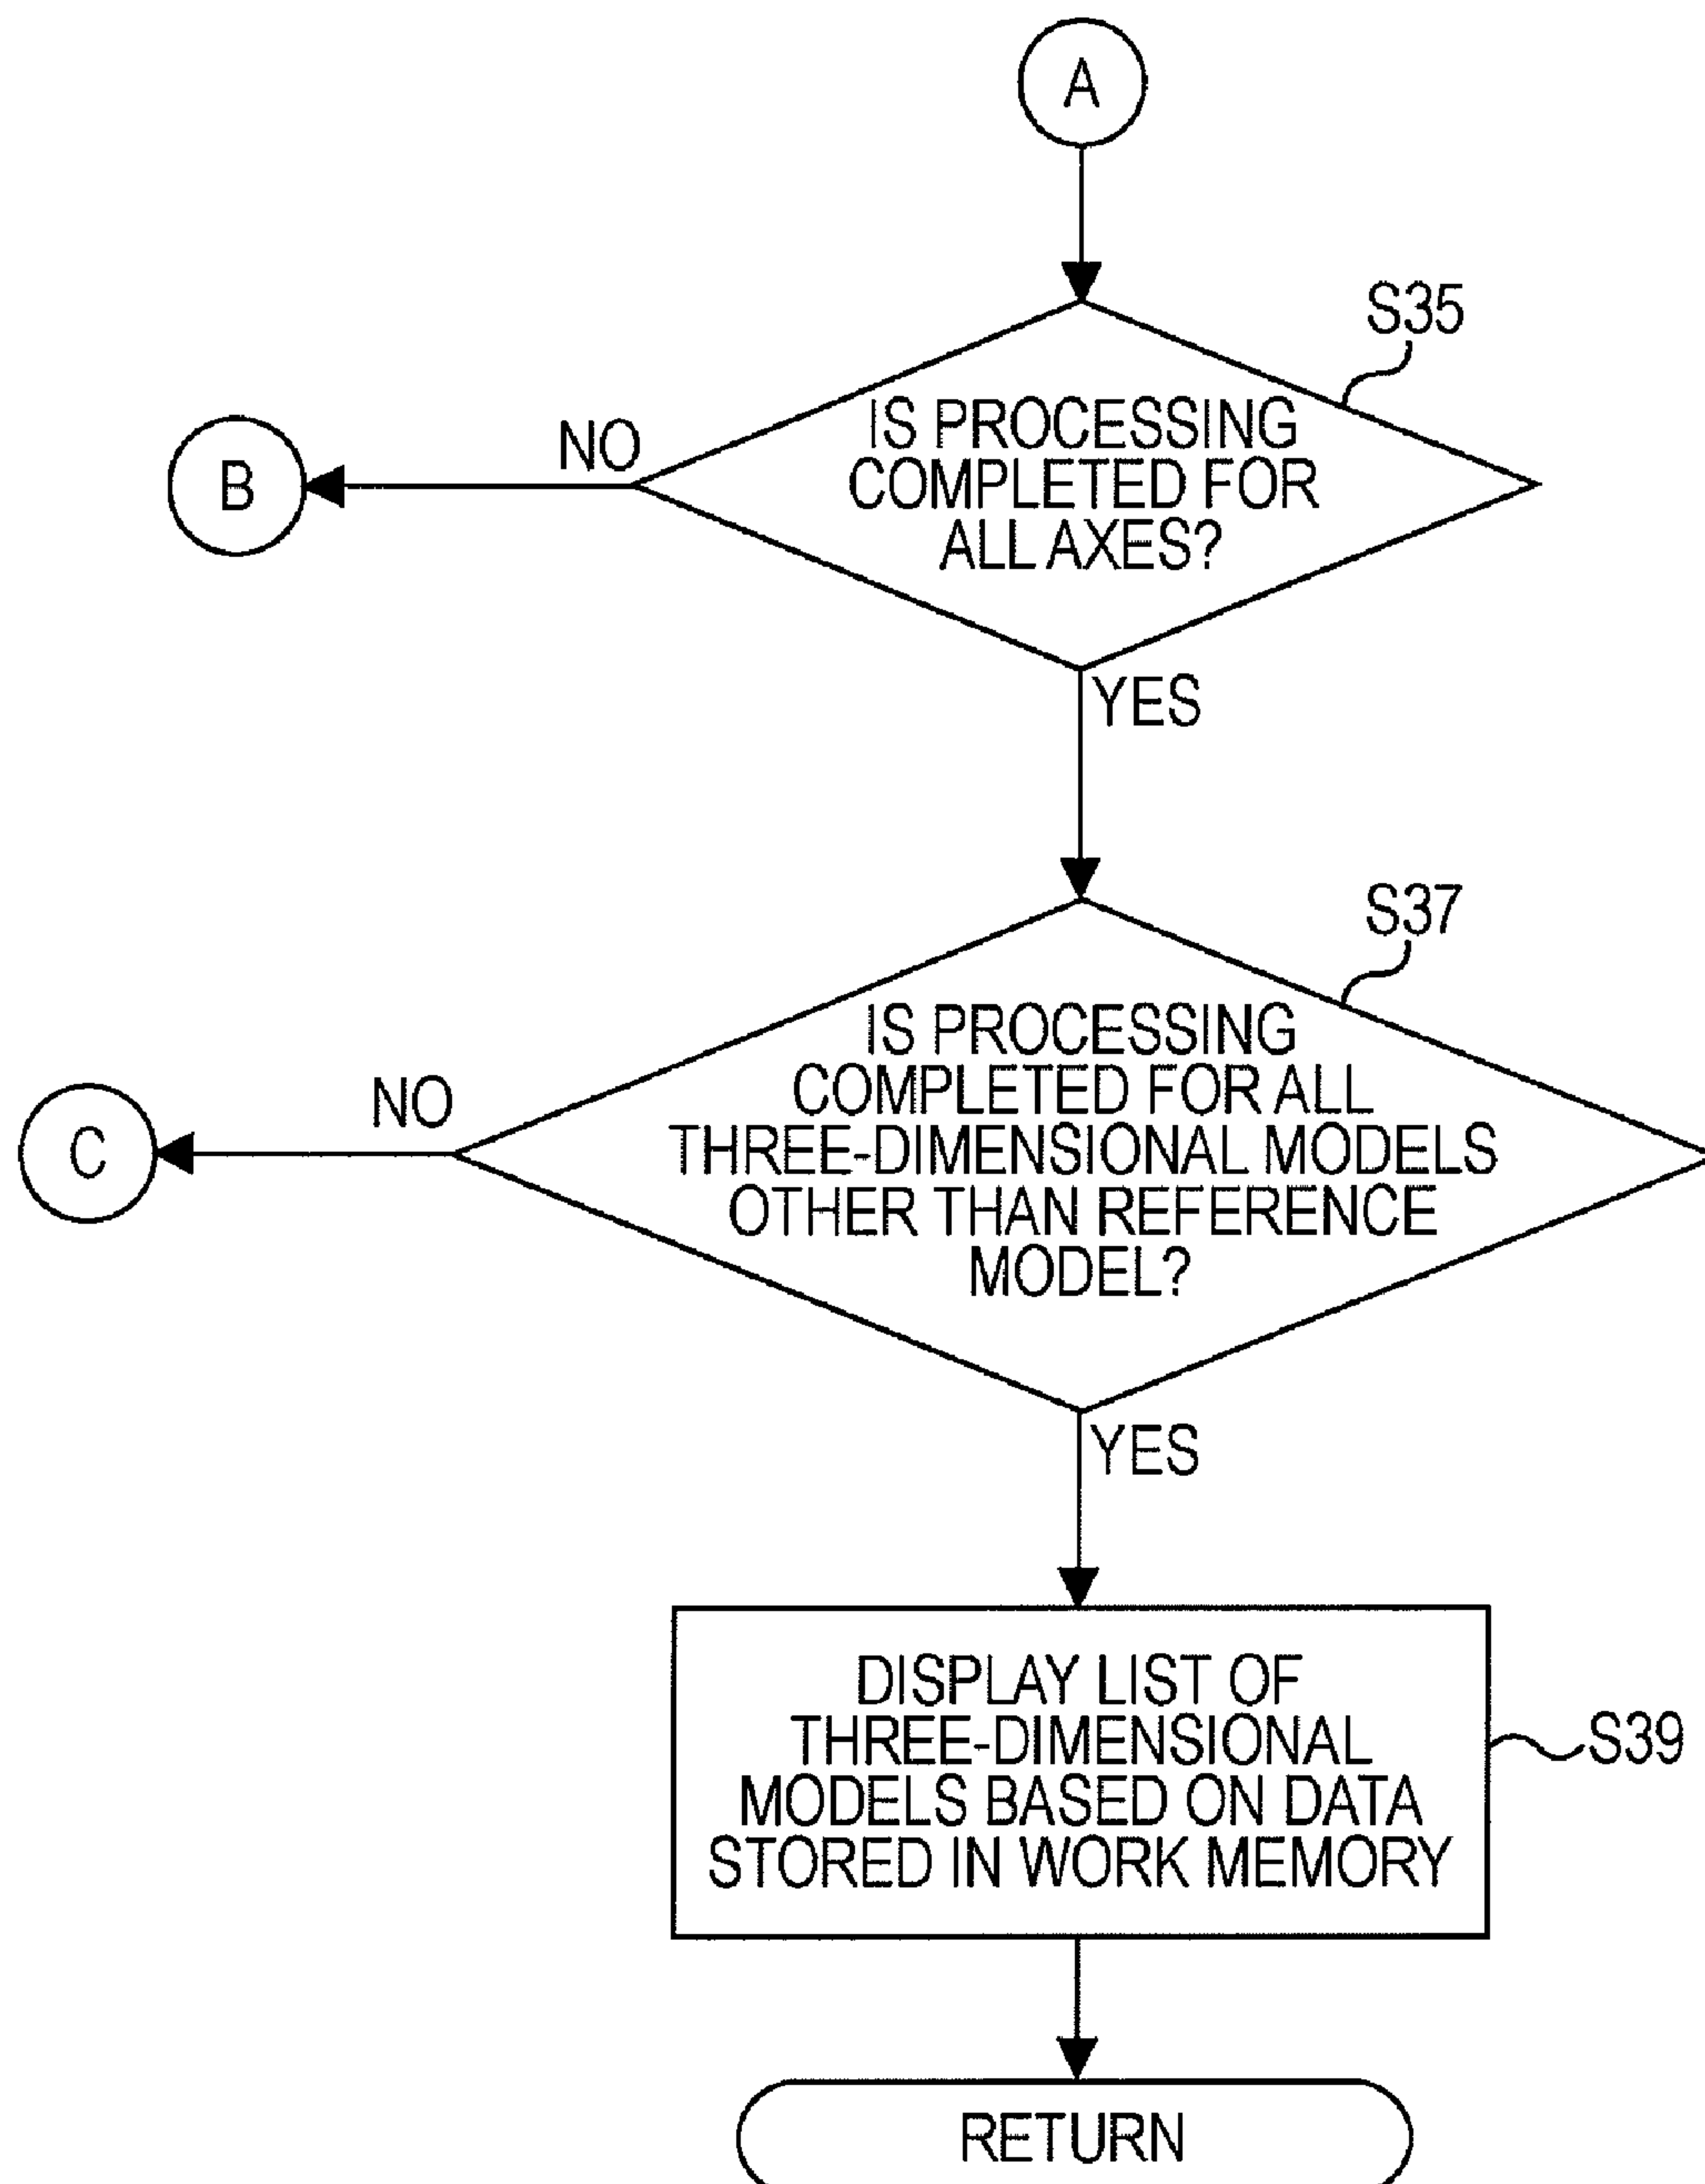 A
S35
IS PROCESSING
COMPLETED FOR
ALL AXES?
NO
B
YES
S37
IS PROCESSING
COMPLETED FOR ALL
THREE-DIMENSIONAL MODELS
OTHER THAN REFERENCE
MODEL?
NO
C
YES
DISPLAY LIST OF
THREE-DIMENSIONAL
MODELS BASED ON DATA
STORED IN WORK MEMORY
S39
RETURN